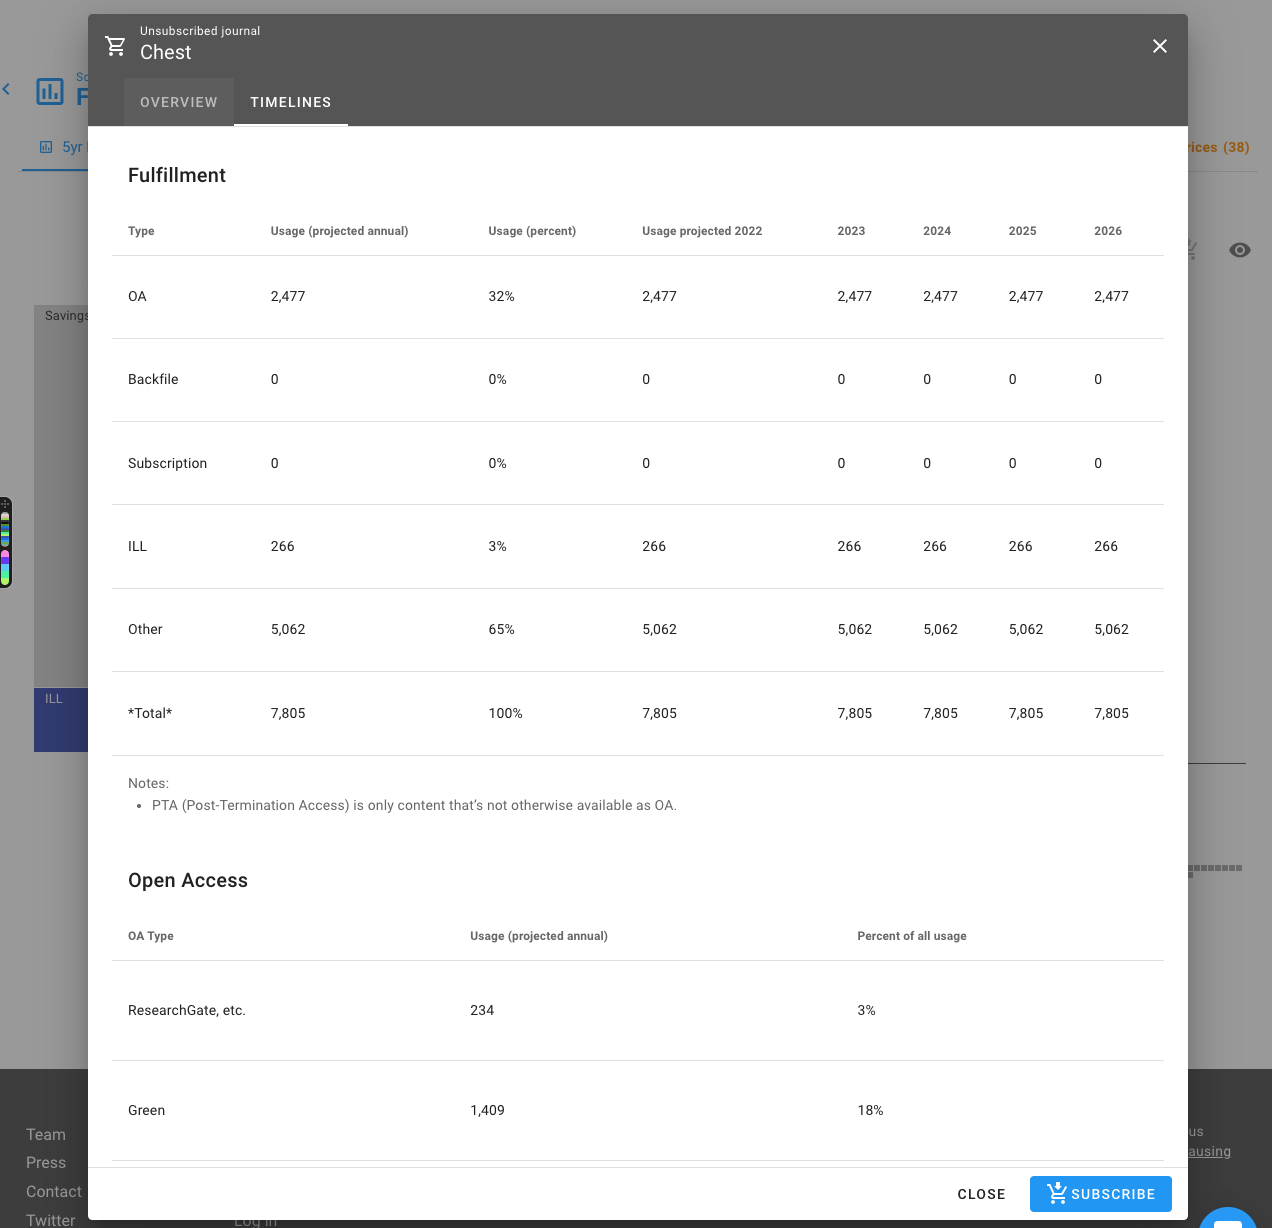 Unsubscribed journal
Chest
OVERVIEW TIMELINES
5yr
rices (38)
Savings
ILL
Fulfillment
Type Usage (projected annual) Usage (percent) Usage projected 2022 2023 2024 2025 2026
OA 2,477 32% 2,477 2,477 2,477 2,477 2,477
Backfile 0 0% 0 0 0 0 0
Subscription 0 0% 0 0 0 0 0
ILL 266 3% 266 266 266 266 266
Other 5,062 65% 5,062 5,062 5,062 5,062 5,062
*Total* 7,805 100% 7,805 7,805 7,805 7,805 7,805
Notes:
• PTA (Post-Termination Access) is only content that’s not otherwise available as OA.
Open Access
OA Type Usage (projected annual) Percent of all usage
ResearchGate, etc. 234 3%
Green 1,409 18%
CLOSE SUBSCRIBE
Team
Press
Contact
Twitter
Log in
us
ausing